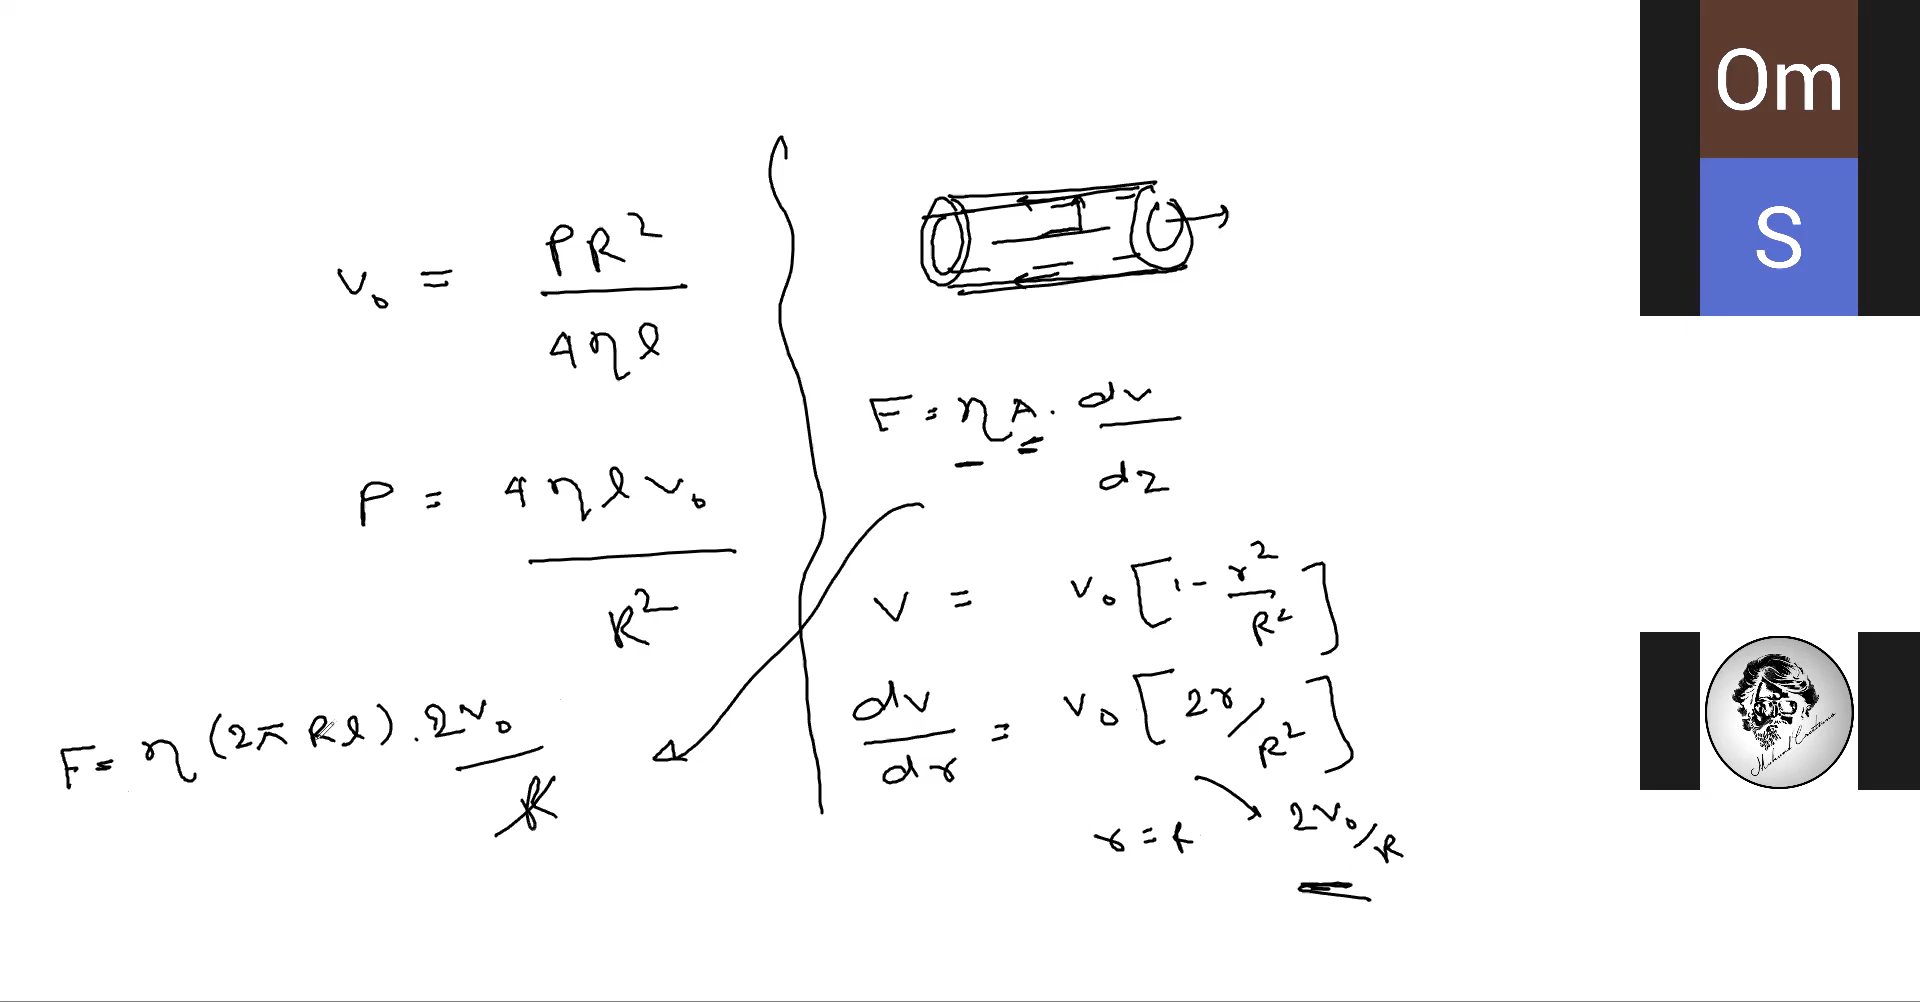 v₀ = PR² / 4ηl
P = 4ηlv₀ / R²
F = η(2πRl) . 2v₀ / R
F = ηA . dv / dz
v = v₀ [1 - r² / R²]
dv / dr = v₀ [2r / R²]
r = R
2v₀ / R
Om
S